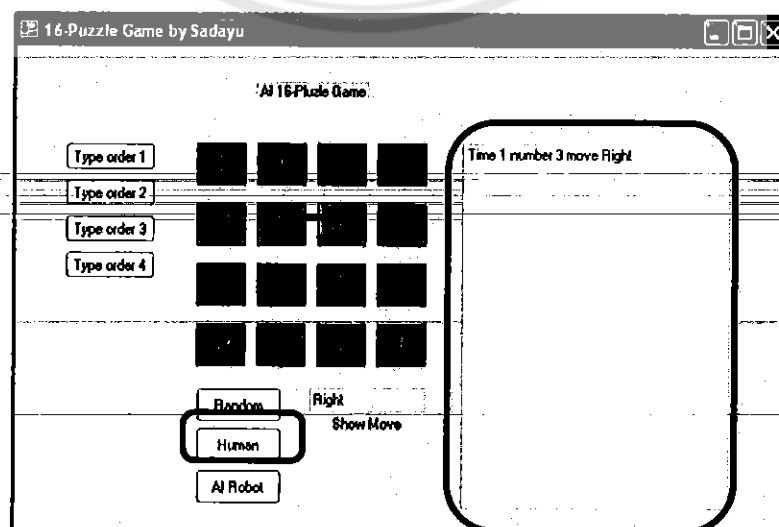 16-Puzzle Game by Sadayu
AI 16-Pluzle Game
Type order 1
Time 1 number 3 move Right
Type order 2
Type order 3
Type order 4
Random
Right
Show Move
Human
AI Robot